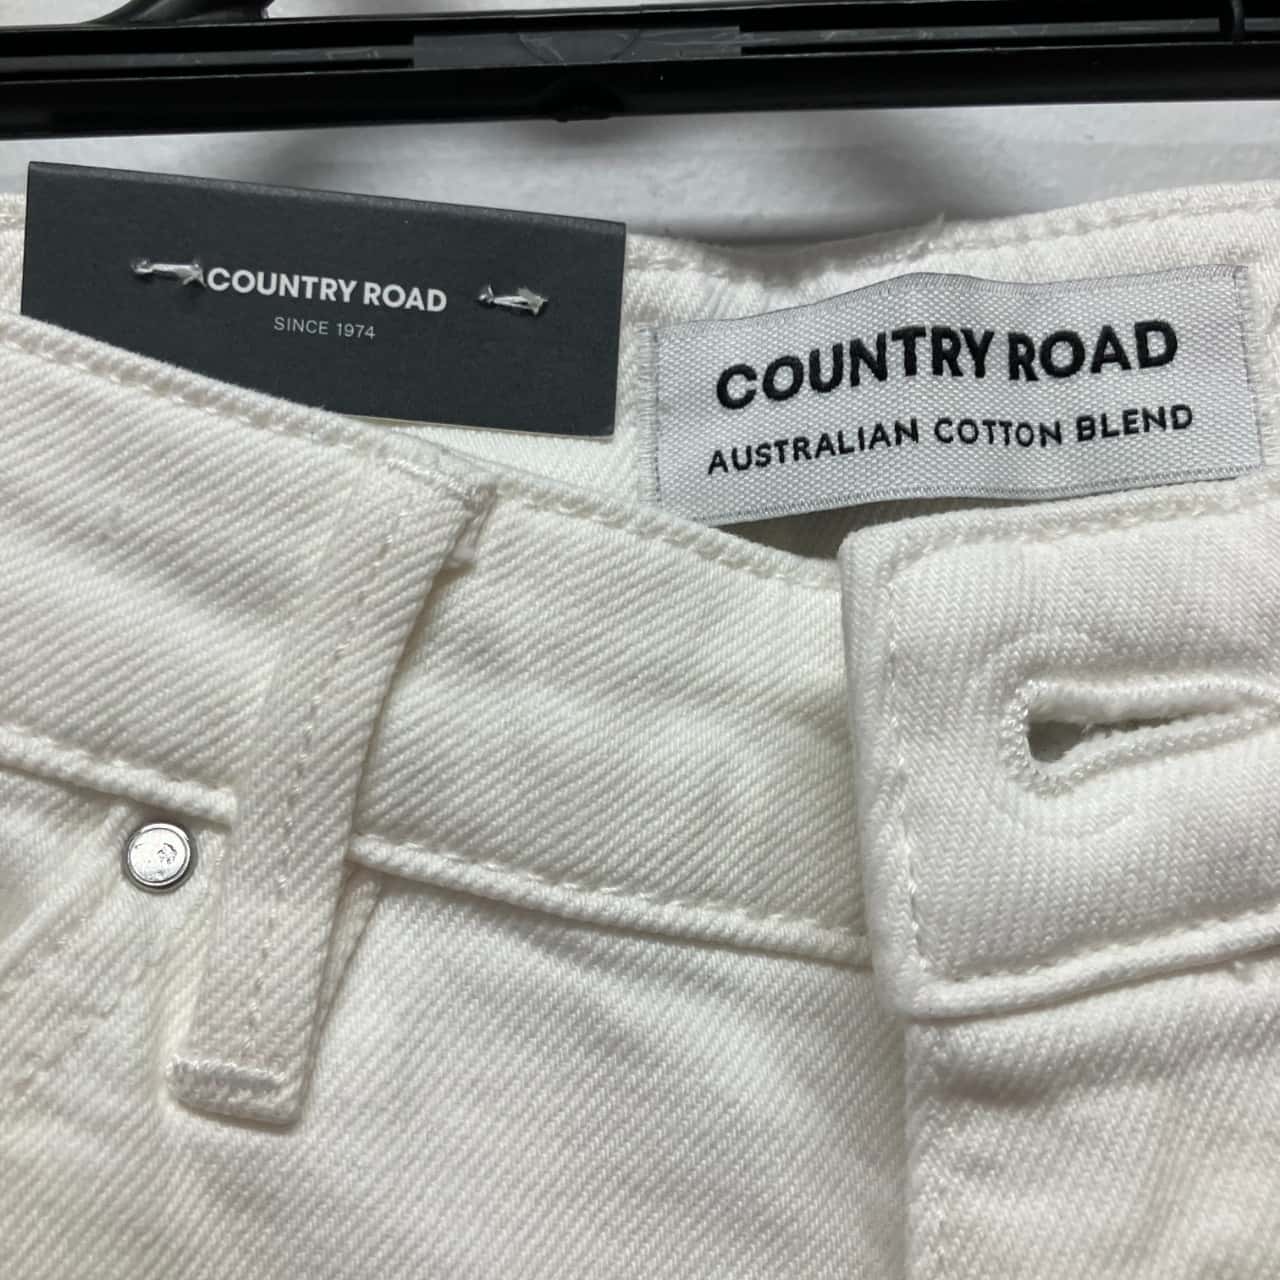 COUNTRY ROAD
SINCE 1974
COUNTRY ROAD
AUSTRALIAN COTTON BLEND